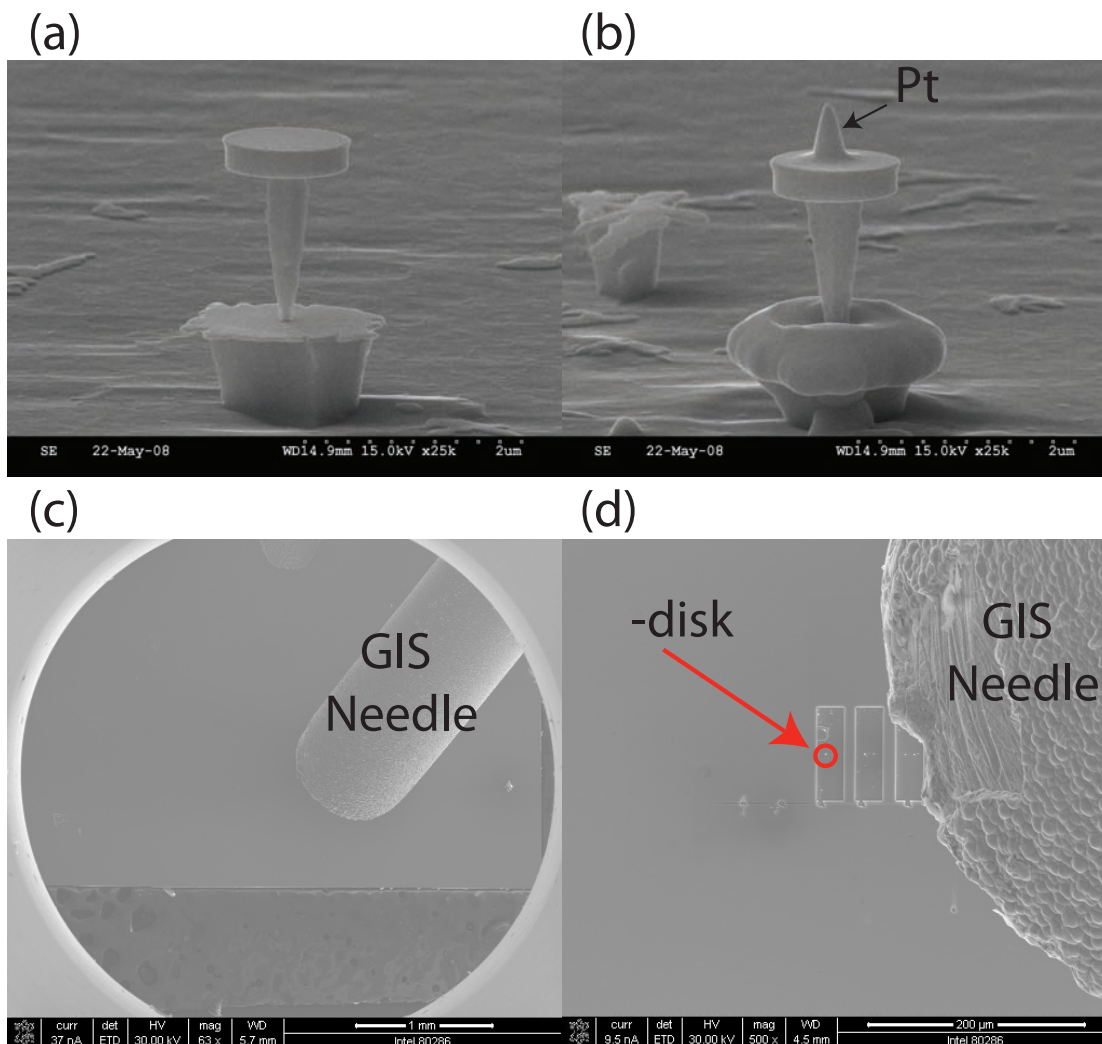 (a)
(b)
Pt
SE 22-May-08 WD14.9mm 15.0kV x25k 2um
SE 22-May-08 WD14.9mm 15.0kV x25k 2um
(c)
(d)
GIS
Needle
-disk
GIS
Needle
curr det HV mag WD 1 mm
37 nA ETD 30.00 kV 63 x 5.7 mm Intel 80286
curr det HV mag WD 200 µm
9.5 nA ETD 30.00 kV 500 x 4.5 mm Intel 80286